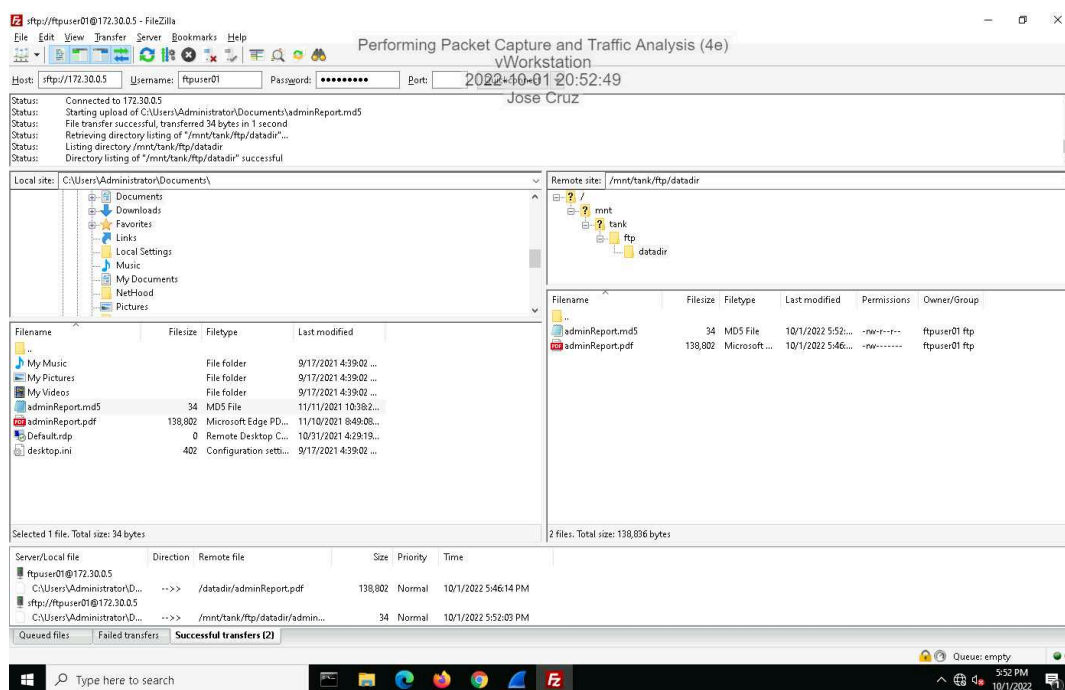 sftp://ftpuser01@172.30.0.5 - FileZilla
File Edit View Transfer Server Bookmarks Help
Performing Packet Capture and Traffic Analysis (4e)
vWorkstation
2022-10-01 20:52:49
Jose Cruz
Host: sftp://172.30.0.5 Username: ftpuser01 Password: ●●●●●●●●● Port:
Status: Connected to 172.30.0.5
Status: Starting upload of C:\Users\Administrator\Documents\adminReport.md5
Status: File transfer successful, transferred 34 bytes in 1 second
Status: Retrieving directory listing of "/mnt/tank/ftp/datadir"...
Status: Listing directory /mnt/tank/ftp/datadir
Status: Directory listing of "/mnt/tank/ftp/datadir" successful
Local site: C:\Users\Administrator\Documents\
Documents
Downloads
Favorites
Links
Local Settings
Music
My Documents
NetHood
Pictures
Remote site: /mnt/tank/ftp/datadir
/
mnt
tank
ftp
datadir
Filename Filesize Filetype Last modified
..
My Music File folder 9/17/2021 4:39:02 ...
My Pictures File folder 9/17/2021 4:39:02 ...
My Videos File folder 9/17/2021 4:39:02 ...
adminReport.md5 34 MD5 File 11/11/2021 10:38:2...
adminReport.pdf 138,802 Microsoft Edge PD... 11/10/2021 8:49:08...
Default.rdp 0 Remote Desktop C... 10/31/2021 4:29:19...
desktop.ini 402 Configuration setti... 9/17/2021 4:39:02 ...
Selected 1 file. Total size: 34 bytes
Filename Filesize Filetype Last modified Permissions Owner/Group
..
adminReport.md5 34 MD5 File 10/1/2022 5:52:... -rw-r--r-- ftpuser01 ftp
adminReport.pdf 138,802 Microsoft ... 10/1/2022 5:46:... -rw------- ftpuser01 ftp
2 files. Total size: 138,836 bytes
Server/Local file Direction Remote file Size Priority Time
ftpuser01@172.30.0.5
C:\Users\Administrator\D... -->> /datadir/adminReport.pdf 138,802 Normal 10/1/2022 5:46:14 PM
sftp://ftpuser01@172.30.0.5
C:\Users\Administrator\D... -->> /mnt/tank/ftp/datadir/admin... 34 Normal 10/1/2022 5:52:03 PM
Queued files Failed transfers Successful transfers (2)
Queue: empty
Type here to search
5:52 PM
10/1/2022